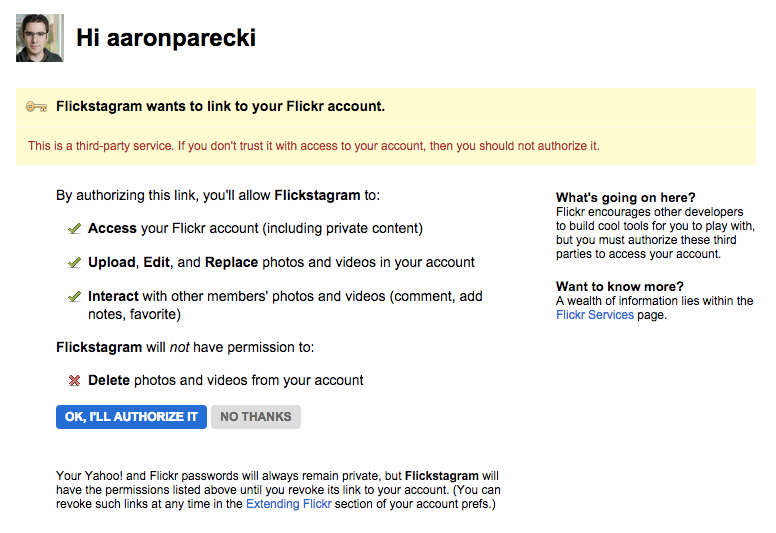 Hi aaronparecki
Flickstagram wants to link to your Flickr account.
This is a third-party service. If you don't trust it with access to your account, then you should not authorize it.
By authorizing this link, you'll allow Flickstagram to:
Access your Flickr account (including private content)
Upload, Edit, and Replace photos and videos in your account
Interact with other members' photos and videos (comment, add
notes, favorite)
Flickstagram will not have permission to:
Delete photos and videos from your account
OK, I'LL AUTHORIZE IT
NO THANKS
Your Yahoo! and Flickr passwords will always remain private, but Flickstagram will
have the permissions listed above until you revoke its link to your account. (You can
revoke such links at any time in the Extending Flickr section of your account prefs.)
What's going on here?
Flickr encourages other developers
to build cool tools for you to play with,
but you must authorize these third
parties to access your account.
Want to know more?
A wealth of information lies within the
Flickr Services page.